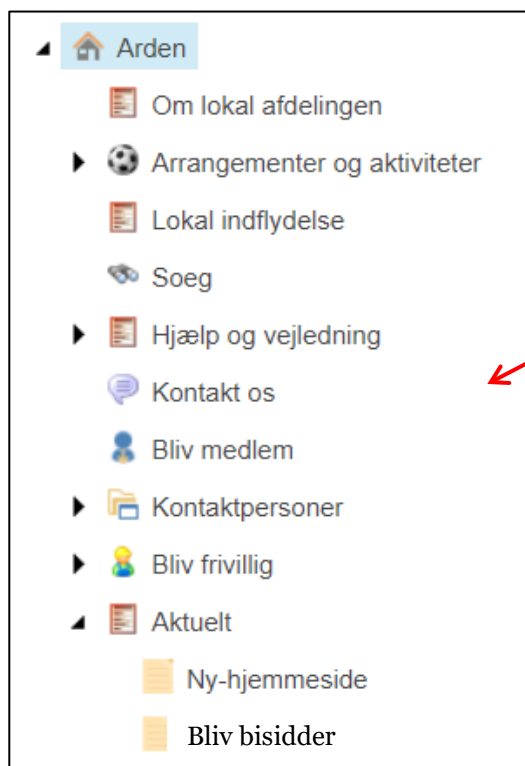 Arden
Om lokal afdelingen
Arrangementer og aktiviteter
Lokal indflydelse
Soeg
Hjælp og vejledning
Kontakt os
Bliv medlem
Kontaktpersoner
Bliv frivillig
Aktuelt
Ny-hjemmeside
Bliv bisidder